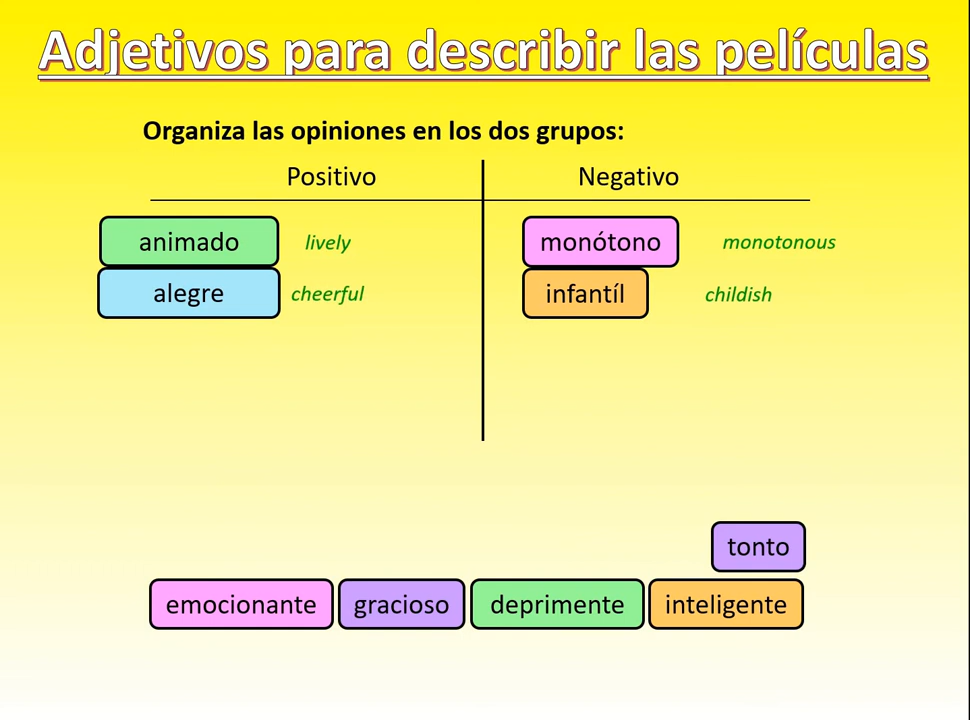 Adjetivos para describir las películas
Organiza las opiniones en los dos grupos:
Positivo Negativo
animado lively monótono monotonous
alegre cheerful infantíl childish
tonto
emocionante gracioso deprimente inteligente